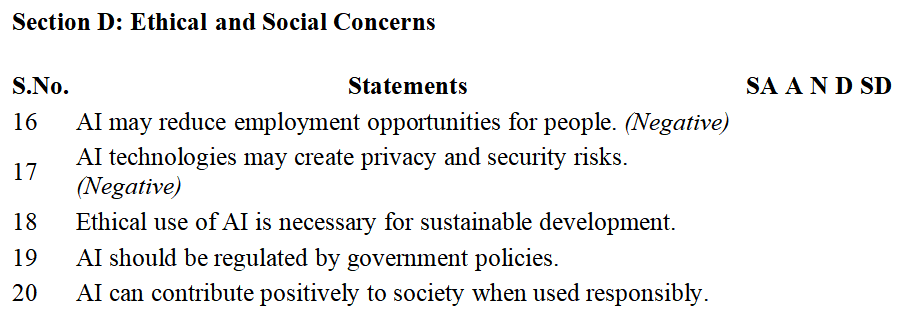 Section D: Ethical and Social Concerns
S.No. Statements SA A N D SD
16 AI may reduce employment opportunities for people. (Negative)
17 AI technologies may create privacy and security risks.
(Negative)
18 Ethical use of AI is necessary for sustainable development.
19 AI should be regulated by government policies.
20 AI can contribute positively to society when used responsibly.